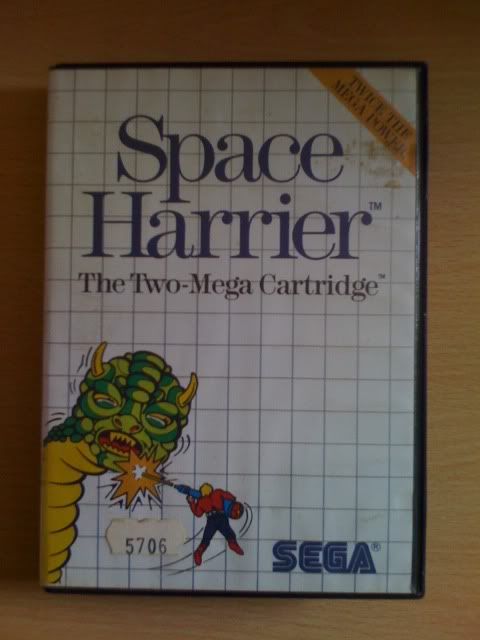 TWICE THE
MEGA POWER
Space
Harrier™
The Two-Mega Cartridge™
5706
SEGA®